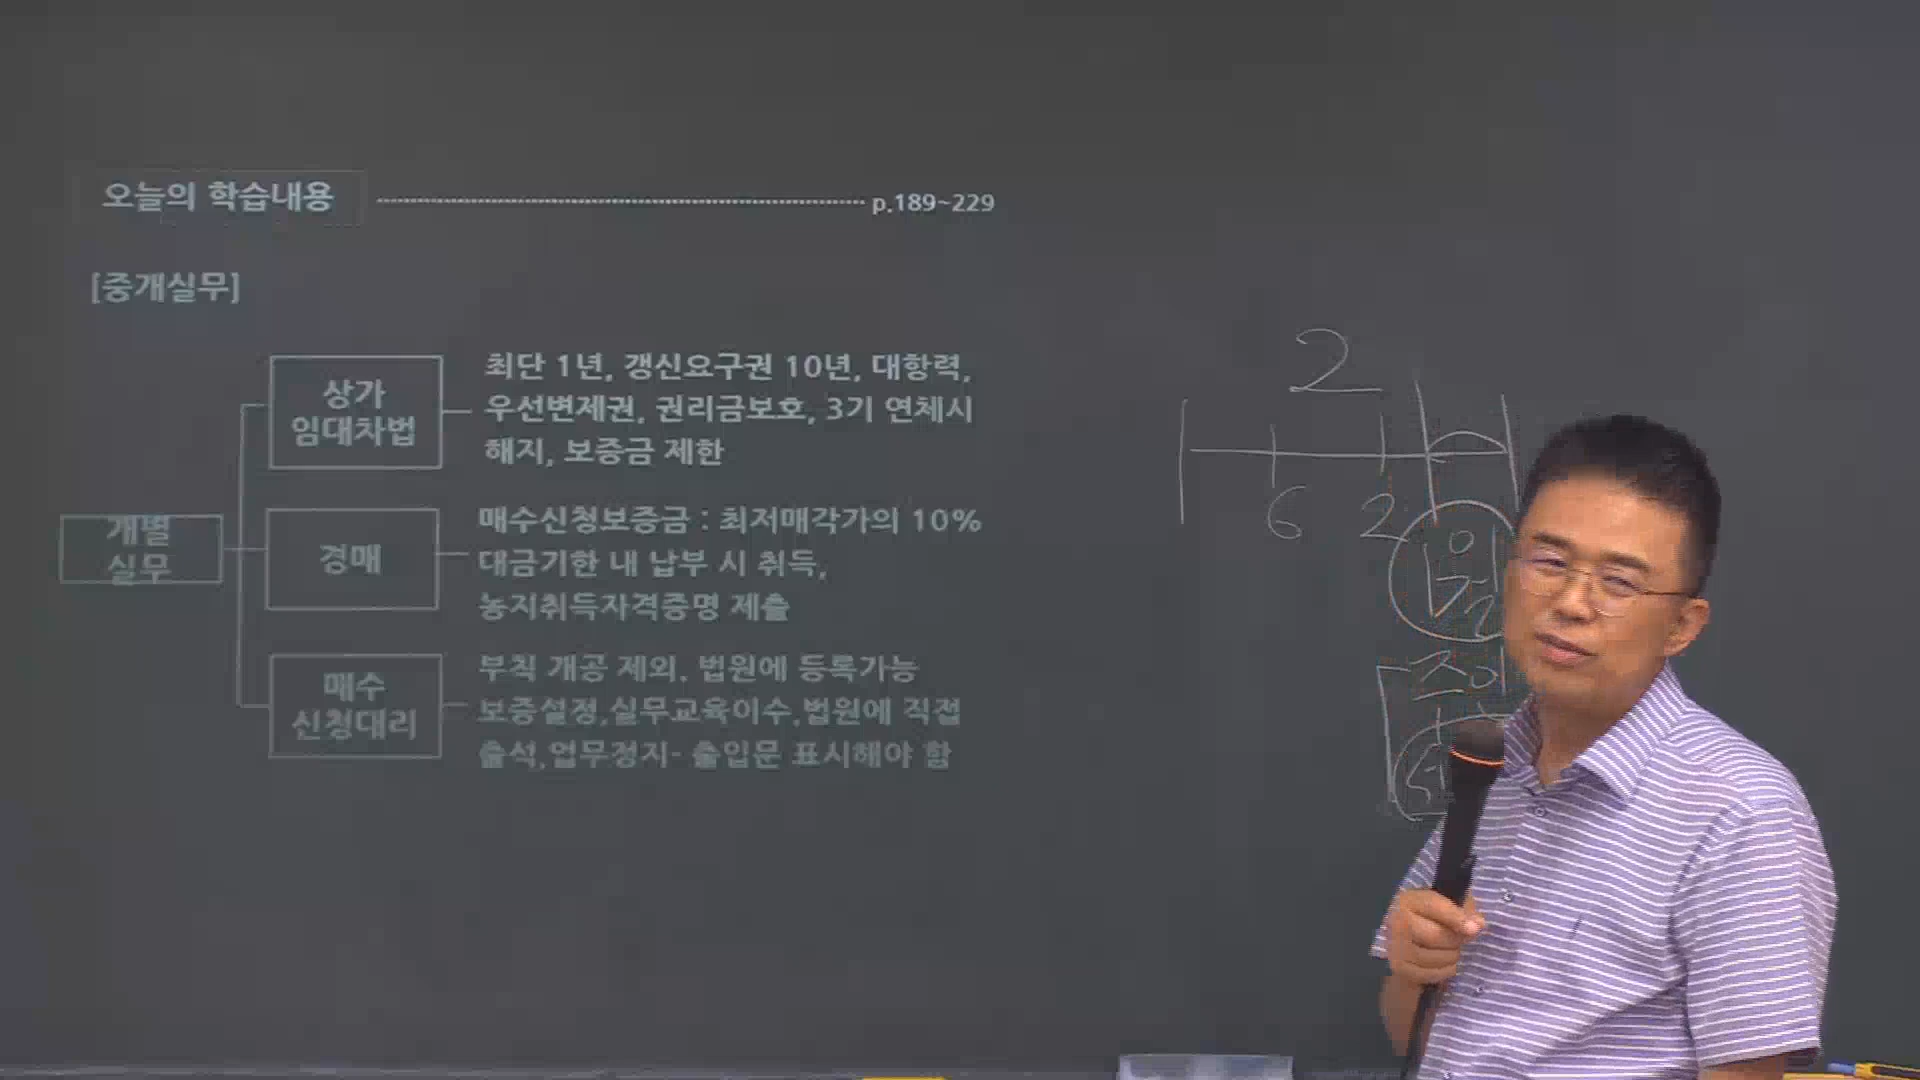 오늘의 학습내용 p.189~229
[중개실무]
개별
실무
상가
임대차법
최단 1년, 갱신요구권 10년, 대항력,
우선변제권, 권리금보호, 3기 연체시
해지, 보증금 제한
경매
매수신청보증금 : 최저매각가의 10%
대금기한 내 납부 시 취득,
농지취득자격증명 제출
매수
신청대리
부칙 개공 제외, 법원에 등록가능
보증설정,실무교육이수,법원에 직접
출석,업무정지- 출입문 표시해야 함
2
6 2